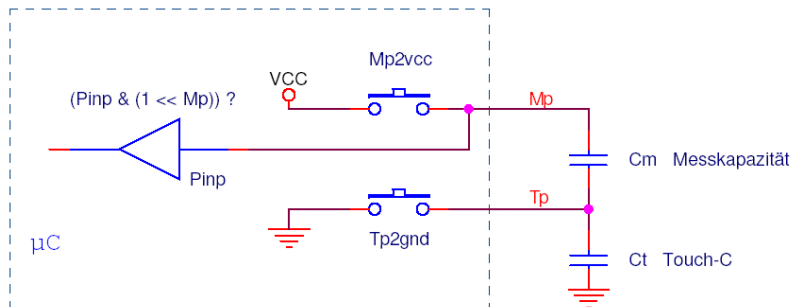 Mp2vcc
VCC
(Pinp & (1 << Mp)) ?
Mp
Cm Messkapazität
Pinp
Tp
Tp2gnd
µC
Ct Touch-C